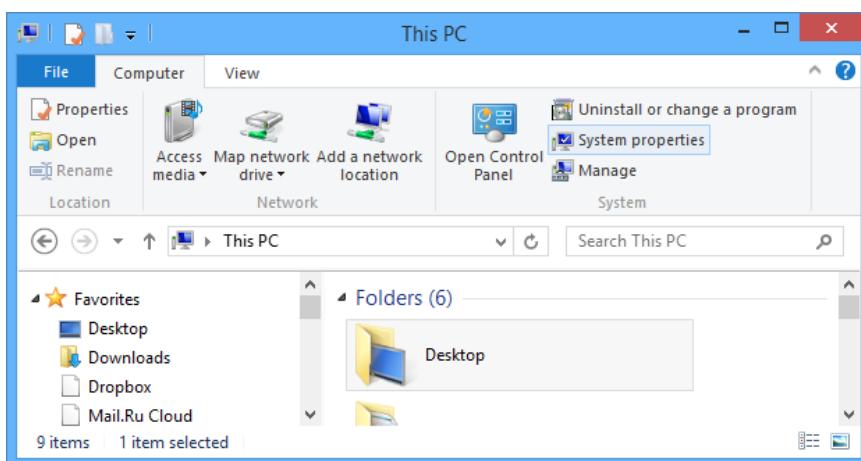 This PC
File Computer View
Properties
Open
Rename
Location
Access media
Map network drive
Add a network location
Network
Open Control Panel
Uninstall or change a program
System properties
Manage
System
This PC
Search This PC
Favorites
Desktop
Downloads
Dropbox
Mail.Ru Cloud
Folders (6)
Desktop
9 items 1 item selected